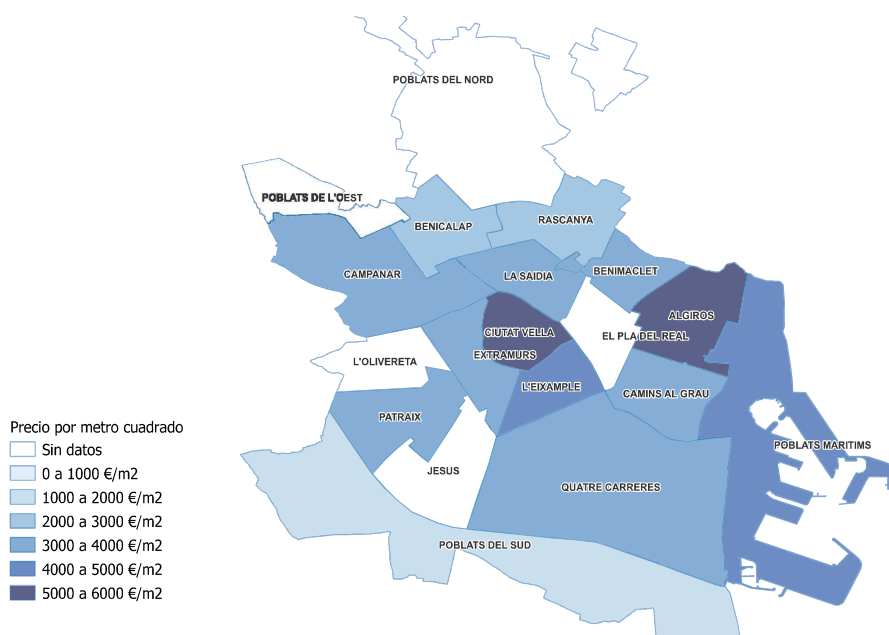 POBLATS DEL NORD
POBLATS DE L'OEST
BENICALAP
RASCANYA
CAMPANAR
LA SAIDIA
BENIMACLET
ALGIROS
CIUTAT VELLA
EL PLA DEL REAL
EXTRAMURS
L'OLIVERETA
L'EIXAMPLE
CAMINS AL GRAU
PATRAIX
POBLATS MARITIMS
JESUS
QUATRE CARRERES
POBLATS DEL SUD
Precio por metro cuadrado
Sin datos
0 a 1000 €/m2
1000 a 2000 €/m2
2000 a 3000 €/m2
3000 a 4000 €/m2
4000 a 5000 €/m2
5000 a 6000 €/m2